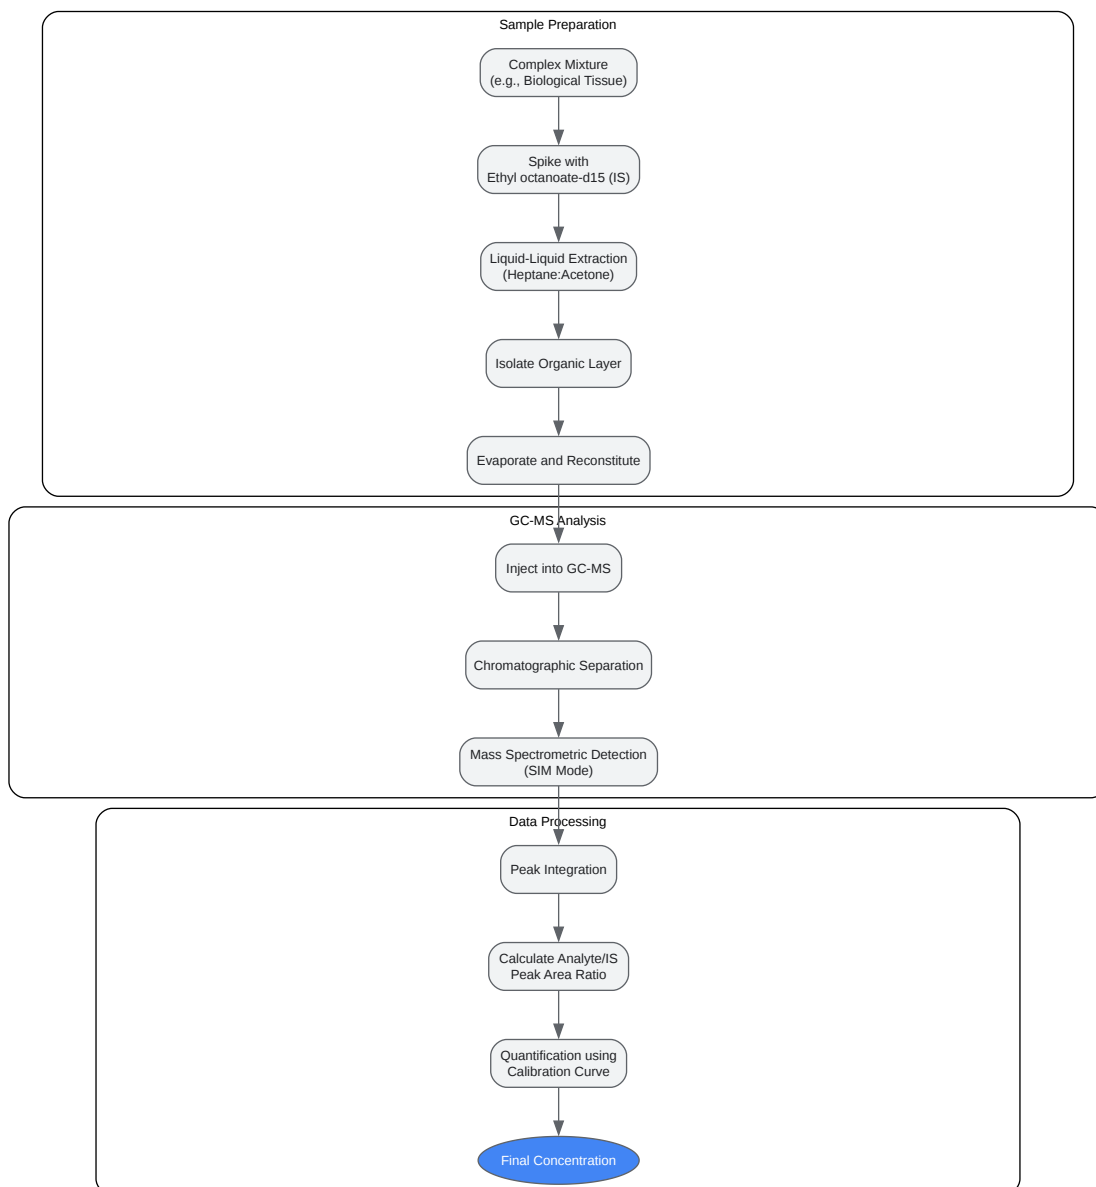 Sample Preparation
Complex Mixture
(e.g., Biological Tissue)
Spike with
Ethyl octanoate-d15 (IS)
Liquid-Liquid Extraction
(Heptane:Acetone)
Isolate Organic Layer
Evaporate and Reconstitute
GC-MS Analysis
Inject into GC-MS
Chromatographic Separation
Mass Spectrometric Detection
(SIM Mode)
Data Processing
Peak Integration
Calculate Analyte/IS
Peak Area Ratio
Quantification using
Calibration Curve
Final Concentration